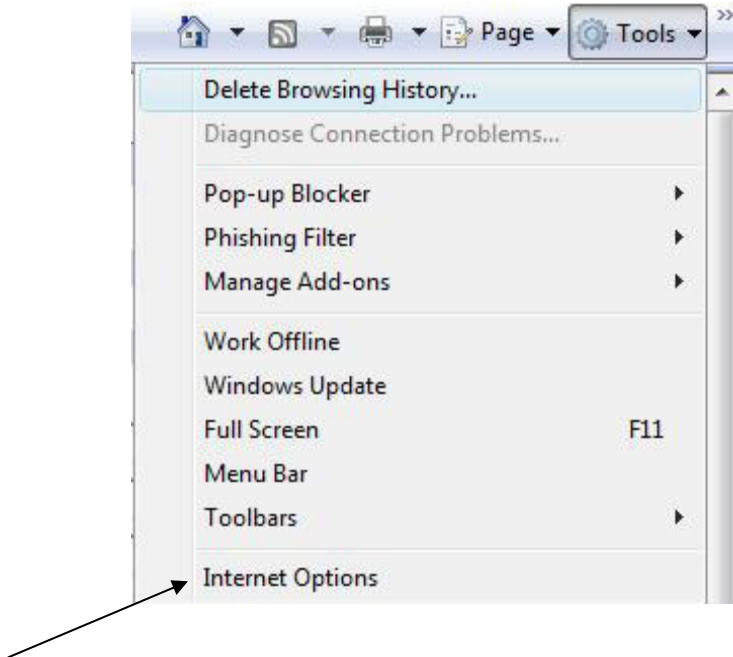 Page Tools »
Delete Browsing History...
Diagnose Connection Problems...
Pop-up Blocker
Phishing Filter
Manage Add-ons
Work Offline
Windows Update
Full Screen F11
Menu Bar
Toolbars
Internet Options